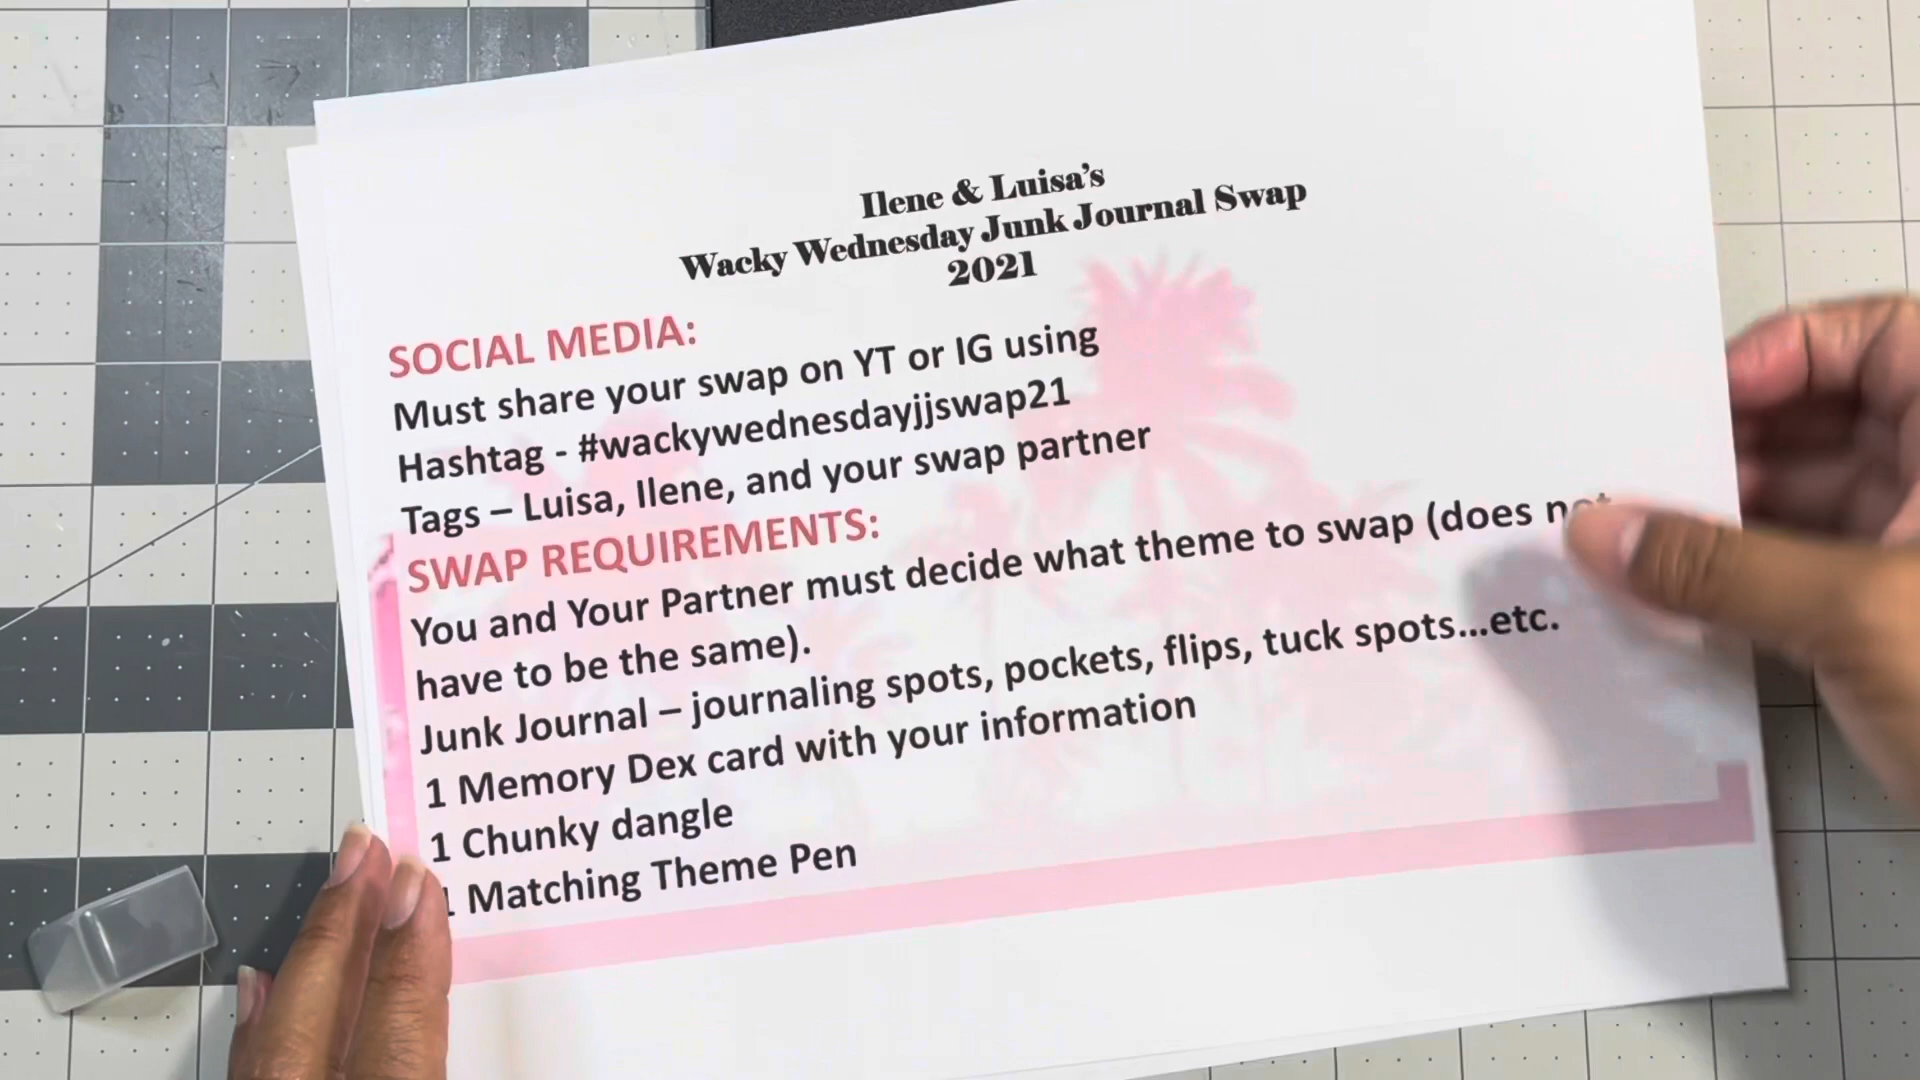 Ilene & Luisa's
Wacky Wednesday Junk Journal Swap
2021
SOCIAL MEDIA:
Must share your swap on YT or IG using
Hashtag - #wackywednesdayjjswap21
Tags – Luisa, Ilene, and your swap partner
SWAP REQUIREMENTS:
You and Your Partner must decide what theme to swap (does not
have to be the same).
Junk Journal – journaling spots, pockets, flips, tuck spots...etc.
1 Memory Dex card with your information
1 Chunky dangle
1 Matching Theme Pen